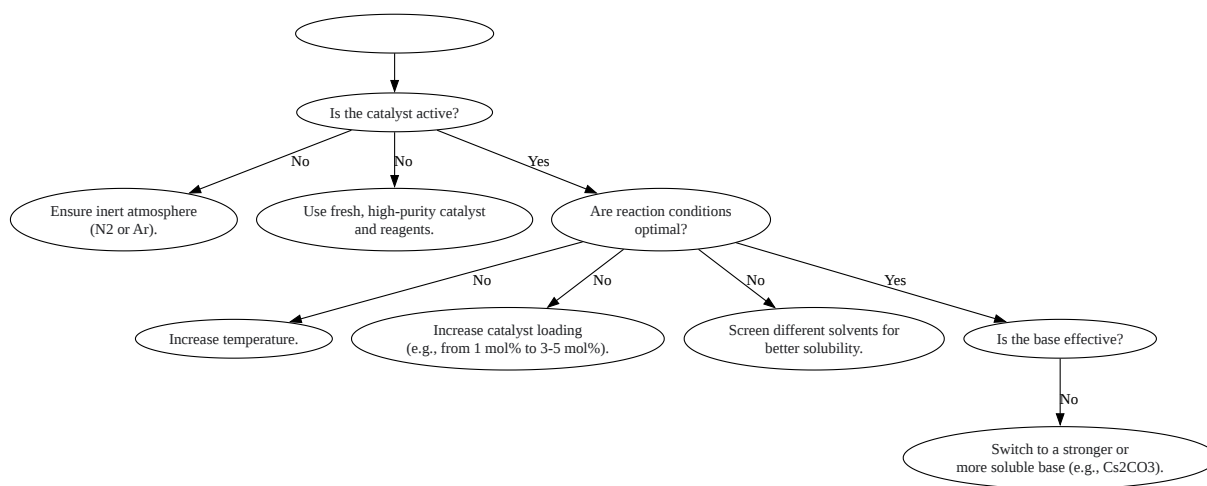 Is the catalyst active?
No
No
Yes
Ensure inert atmosphere
(N2 or Ar).
Use fresh, high-purity catalyst
and reagents.
Are reaction conditions
optimal?
No
No
No
Yes
Increase temperature.
Increase catalyst loading
(e.g., from 1 mol% to 3-5 mol%).
Screen different solvents for
better solubility.
Is the base effective?
No
Switch to a stronger or
more soluble base (e.g., Cs2CO3).